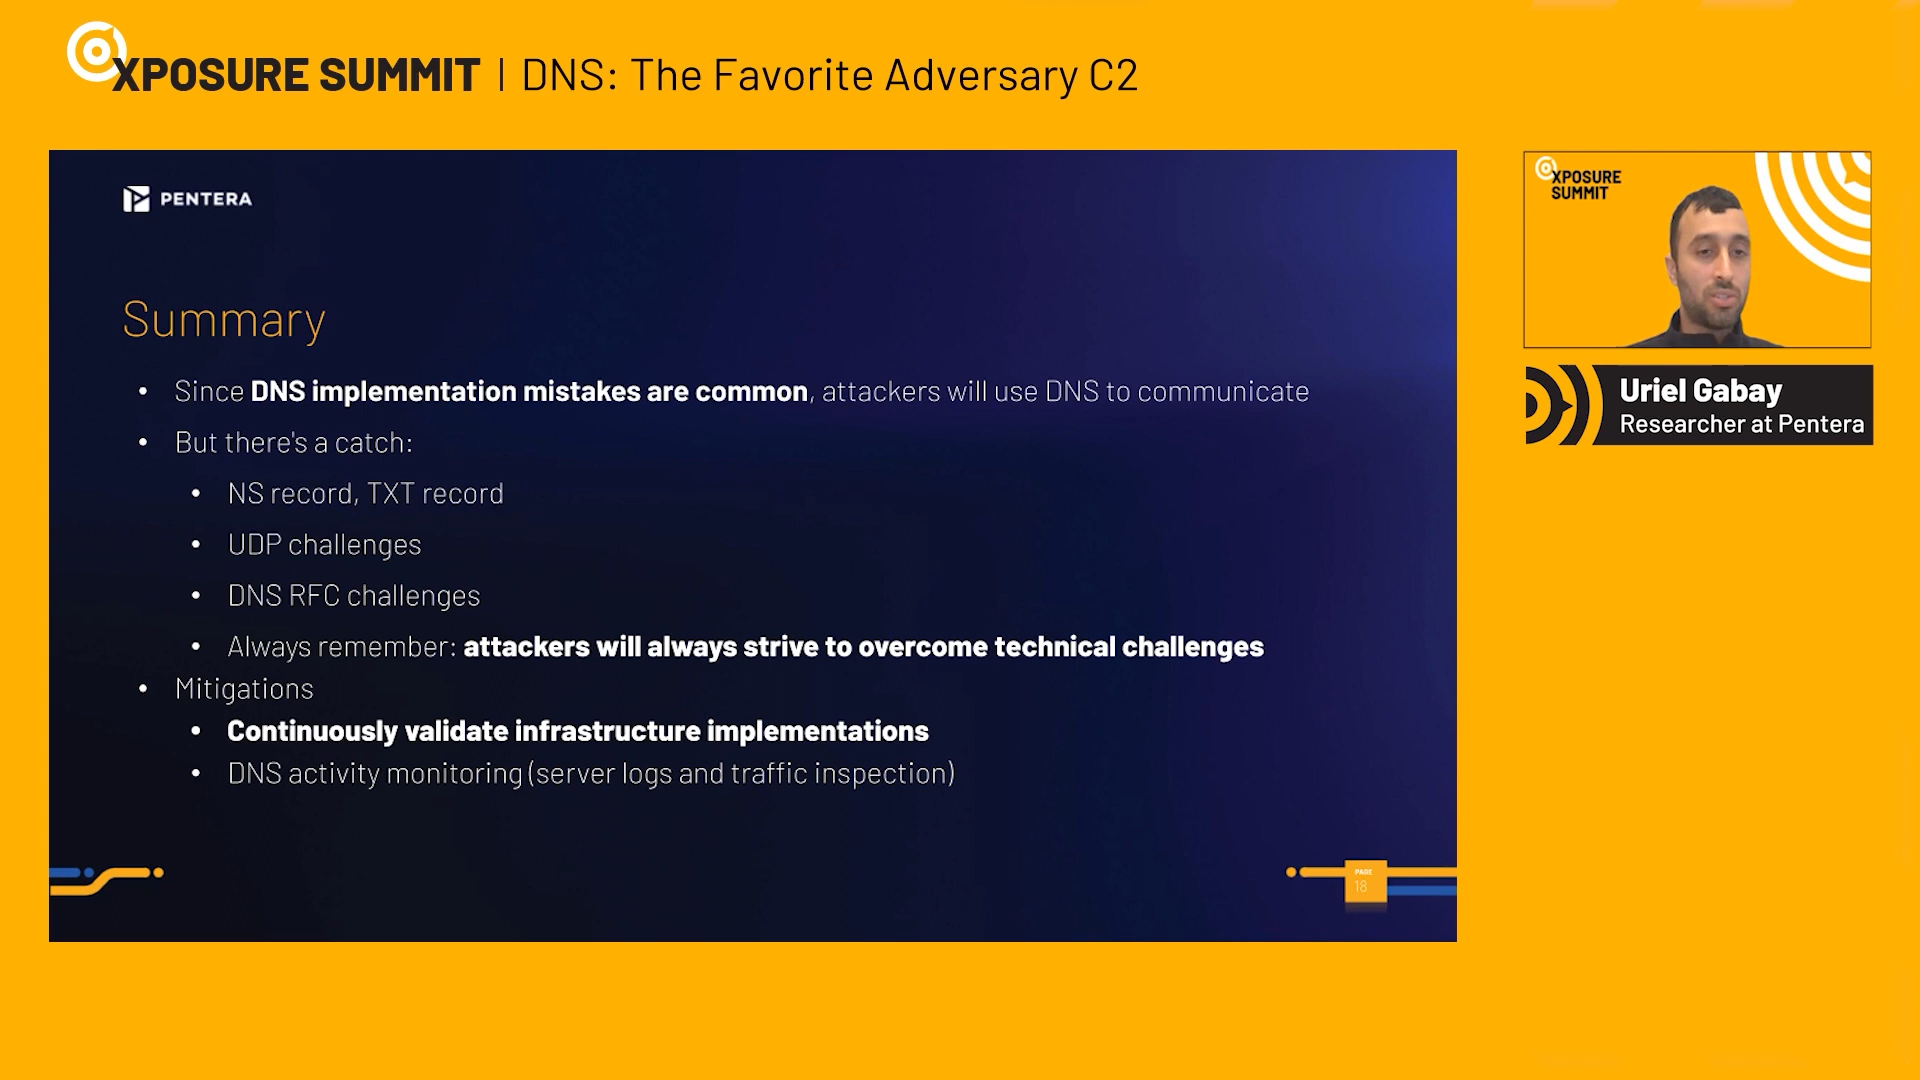 XPOSURE SUMMIT | DNS: The Favorite Adversary C2
PENTERA
Summary
• Since DNS implementation mistakes are common, attackers will use DNS to communicate
• But there's a catch:
• NS record, TXT record
• UDP challenges
• DNS RFC challenges
• Always remember: attackers will always strive to overcome technical challenges
• Mitigations
• Continuously validate infrastructure implementations
• DNS activity monitoring (server logs and traffic inspection)
PAGE
18
XPOSURE
SUMMIT
Uriel Gabay
Researcher at Pentera